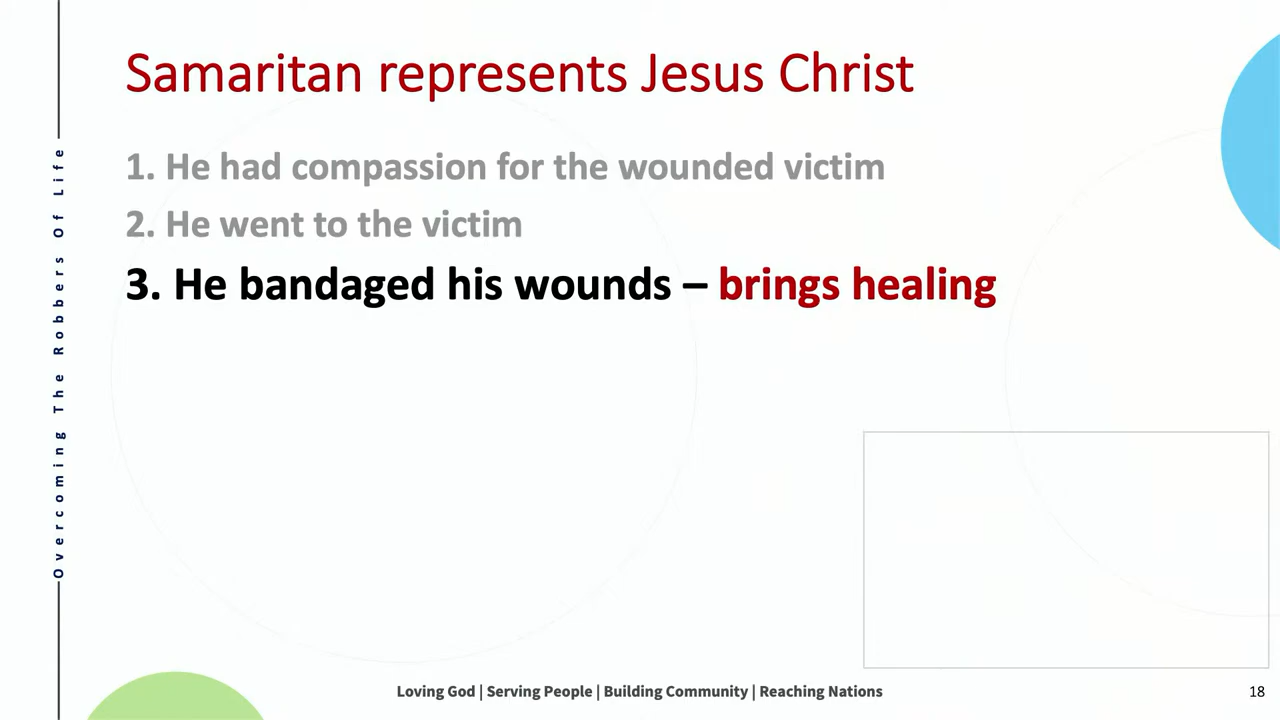 Samaritan represents Jesus Christ
1. He had compassion for the wounded victim
2. He went to the victim
3. He bandaged his wounds – brings healing
Overcoming The Robbers Of Life
Loving God | Serving People | Building Community | Reaching Nations
18